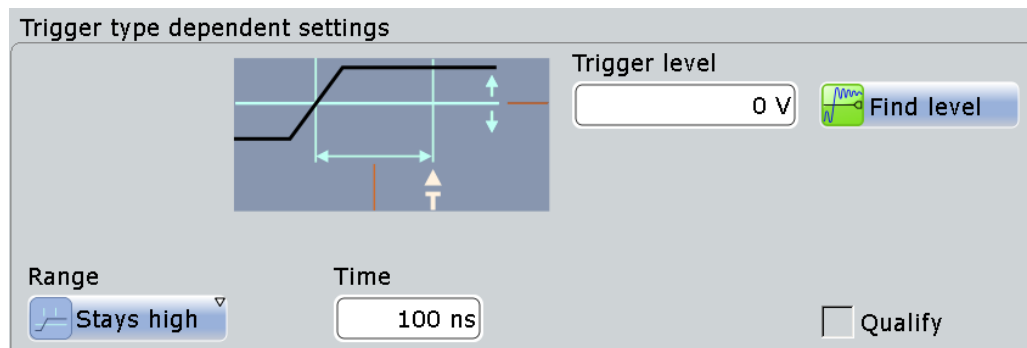 Trigger type dependent settings
Trigger level
0 V
Find level
T
Range
Time
Stays high
100 ns
Qualify